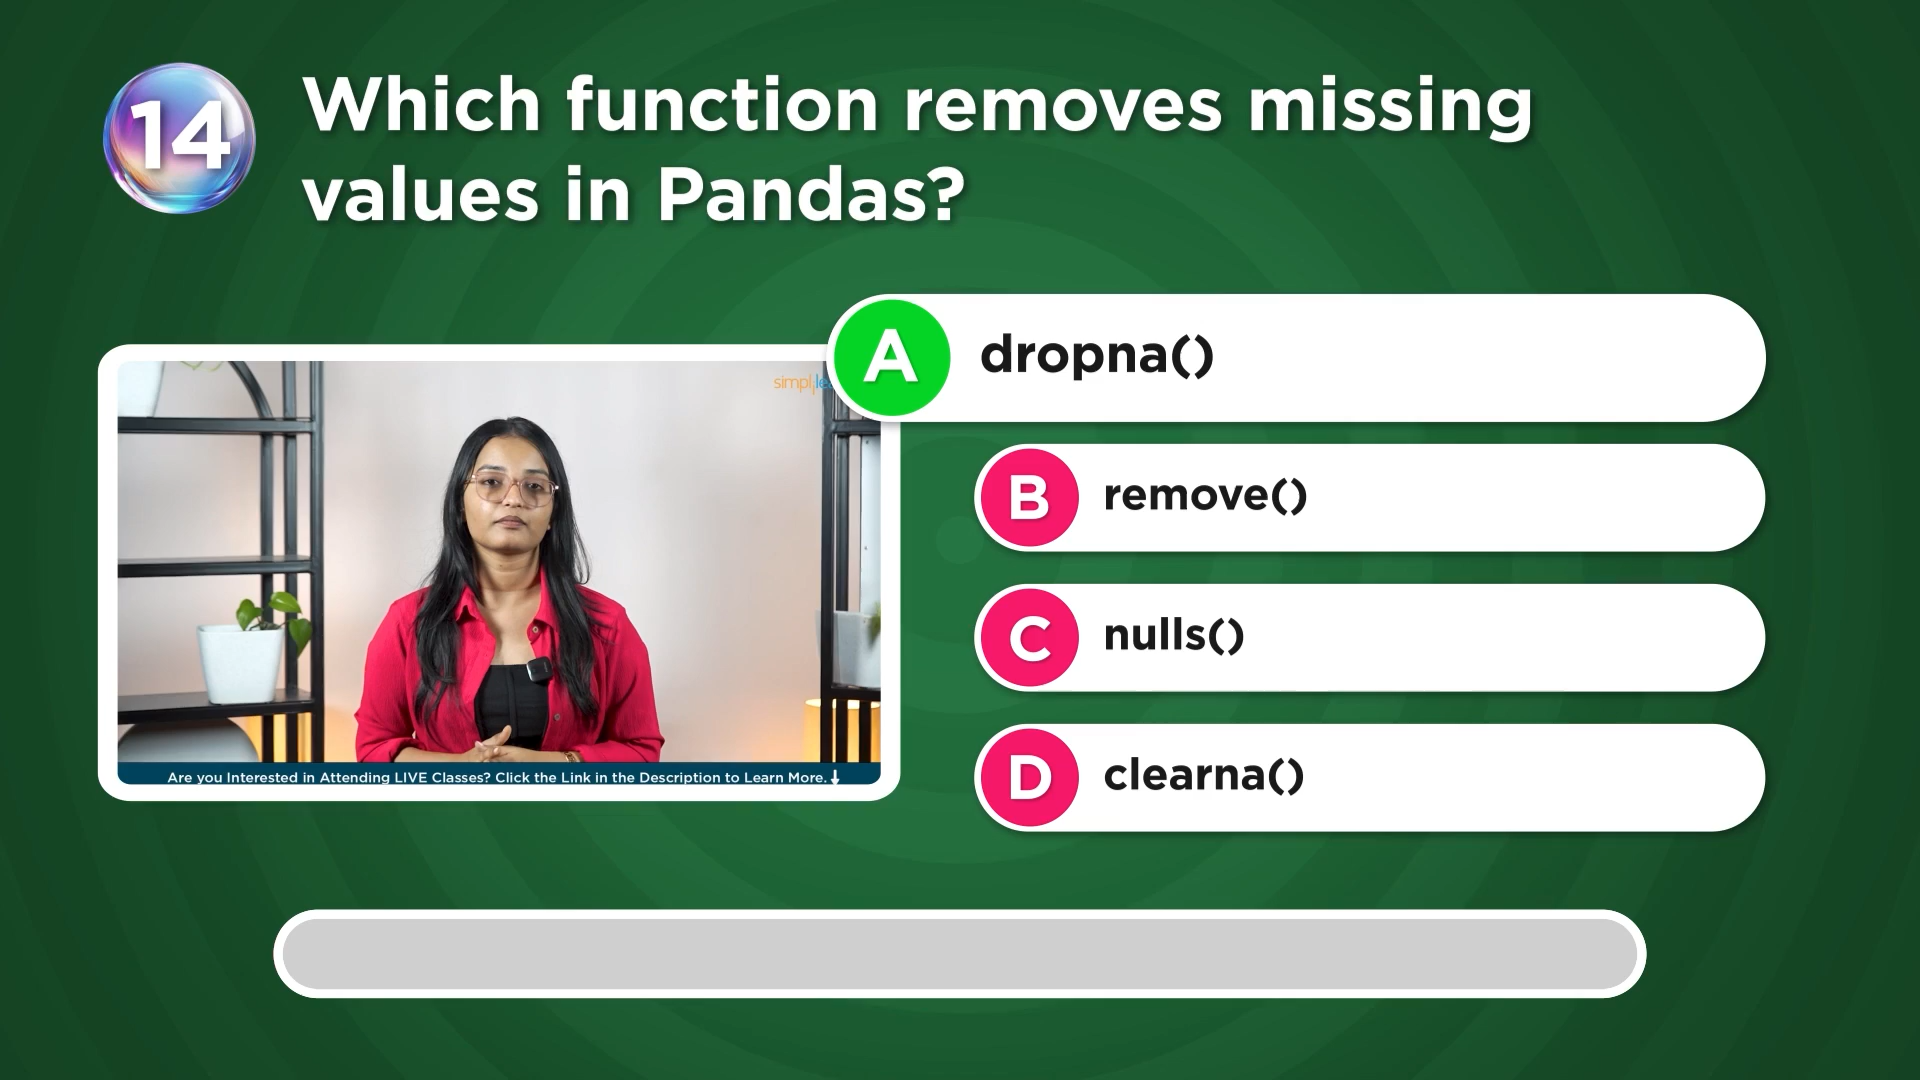 14
Which function removes missing
values in Pandas?
simplile
A dropna()
B remove()
C nulls()
D clearna()
Are you Interested in Attending LIVE Classes? Click the Link in the Description to Learn More.